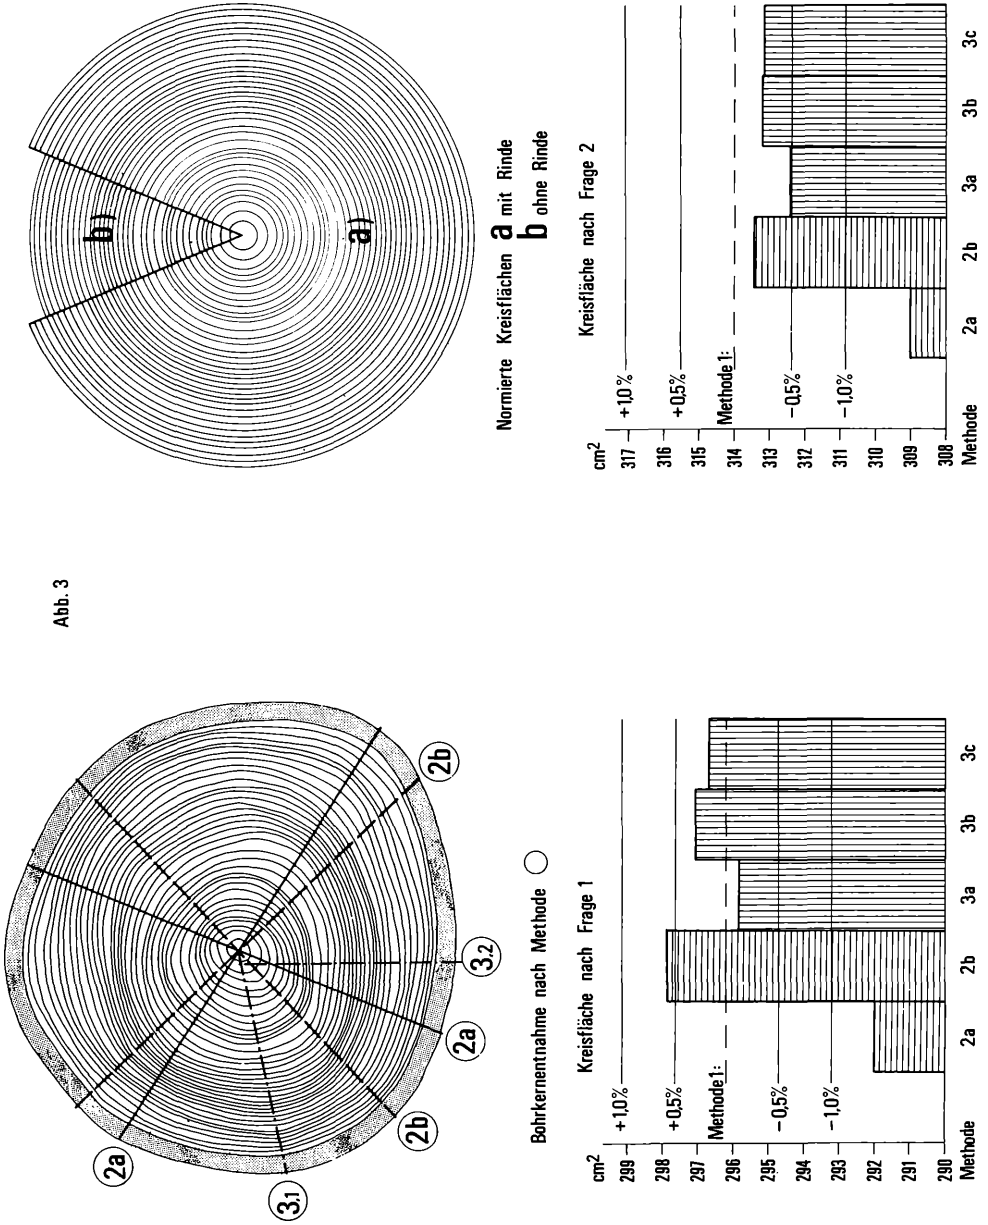 Abb. 3
2a
3.1
2b
2a
3.2
2b
Bohrkernentnahme nach Methode
b)
a)
Normierte Kreisflächen a mit Rinde
b ohne Rinde
Kreisfläche nach Frage 1
cm²
299
298
297
296
295
294
293
292
291
290
+1,0%
+0,5%
Methode1:
-0,5%
-1,0%
Methode 2a 2b 3a 3b 3c
Kreisfläche nach Frage 2
cm²
317
316
315
314
313
312
311
310
309
308
+1,0%
+0,5%
Methode1:
-0,5%
-1,0%
Methode 2a 2b 3a 3b 3c